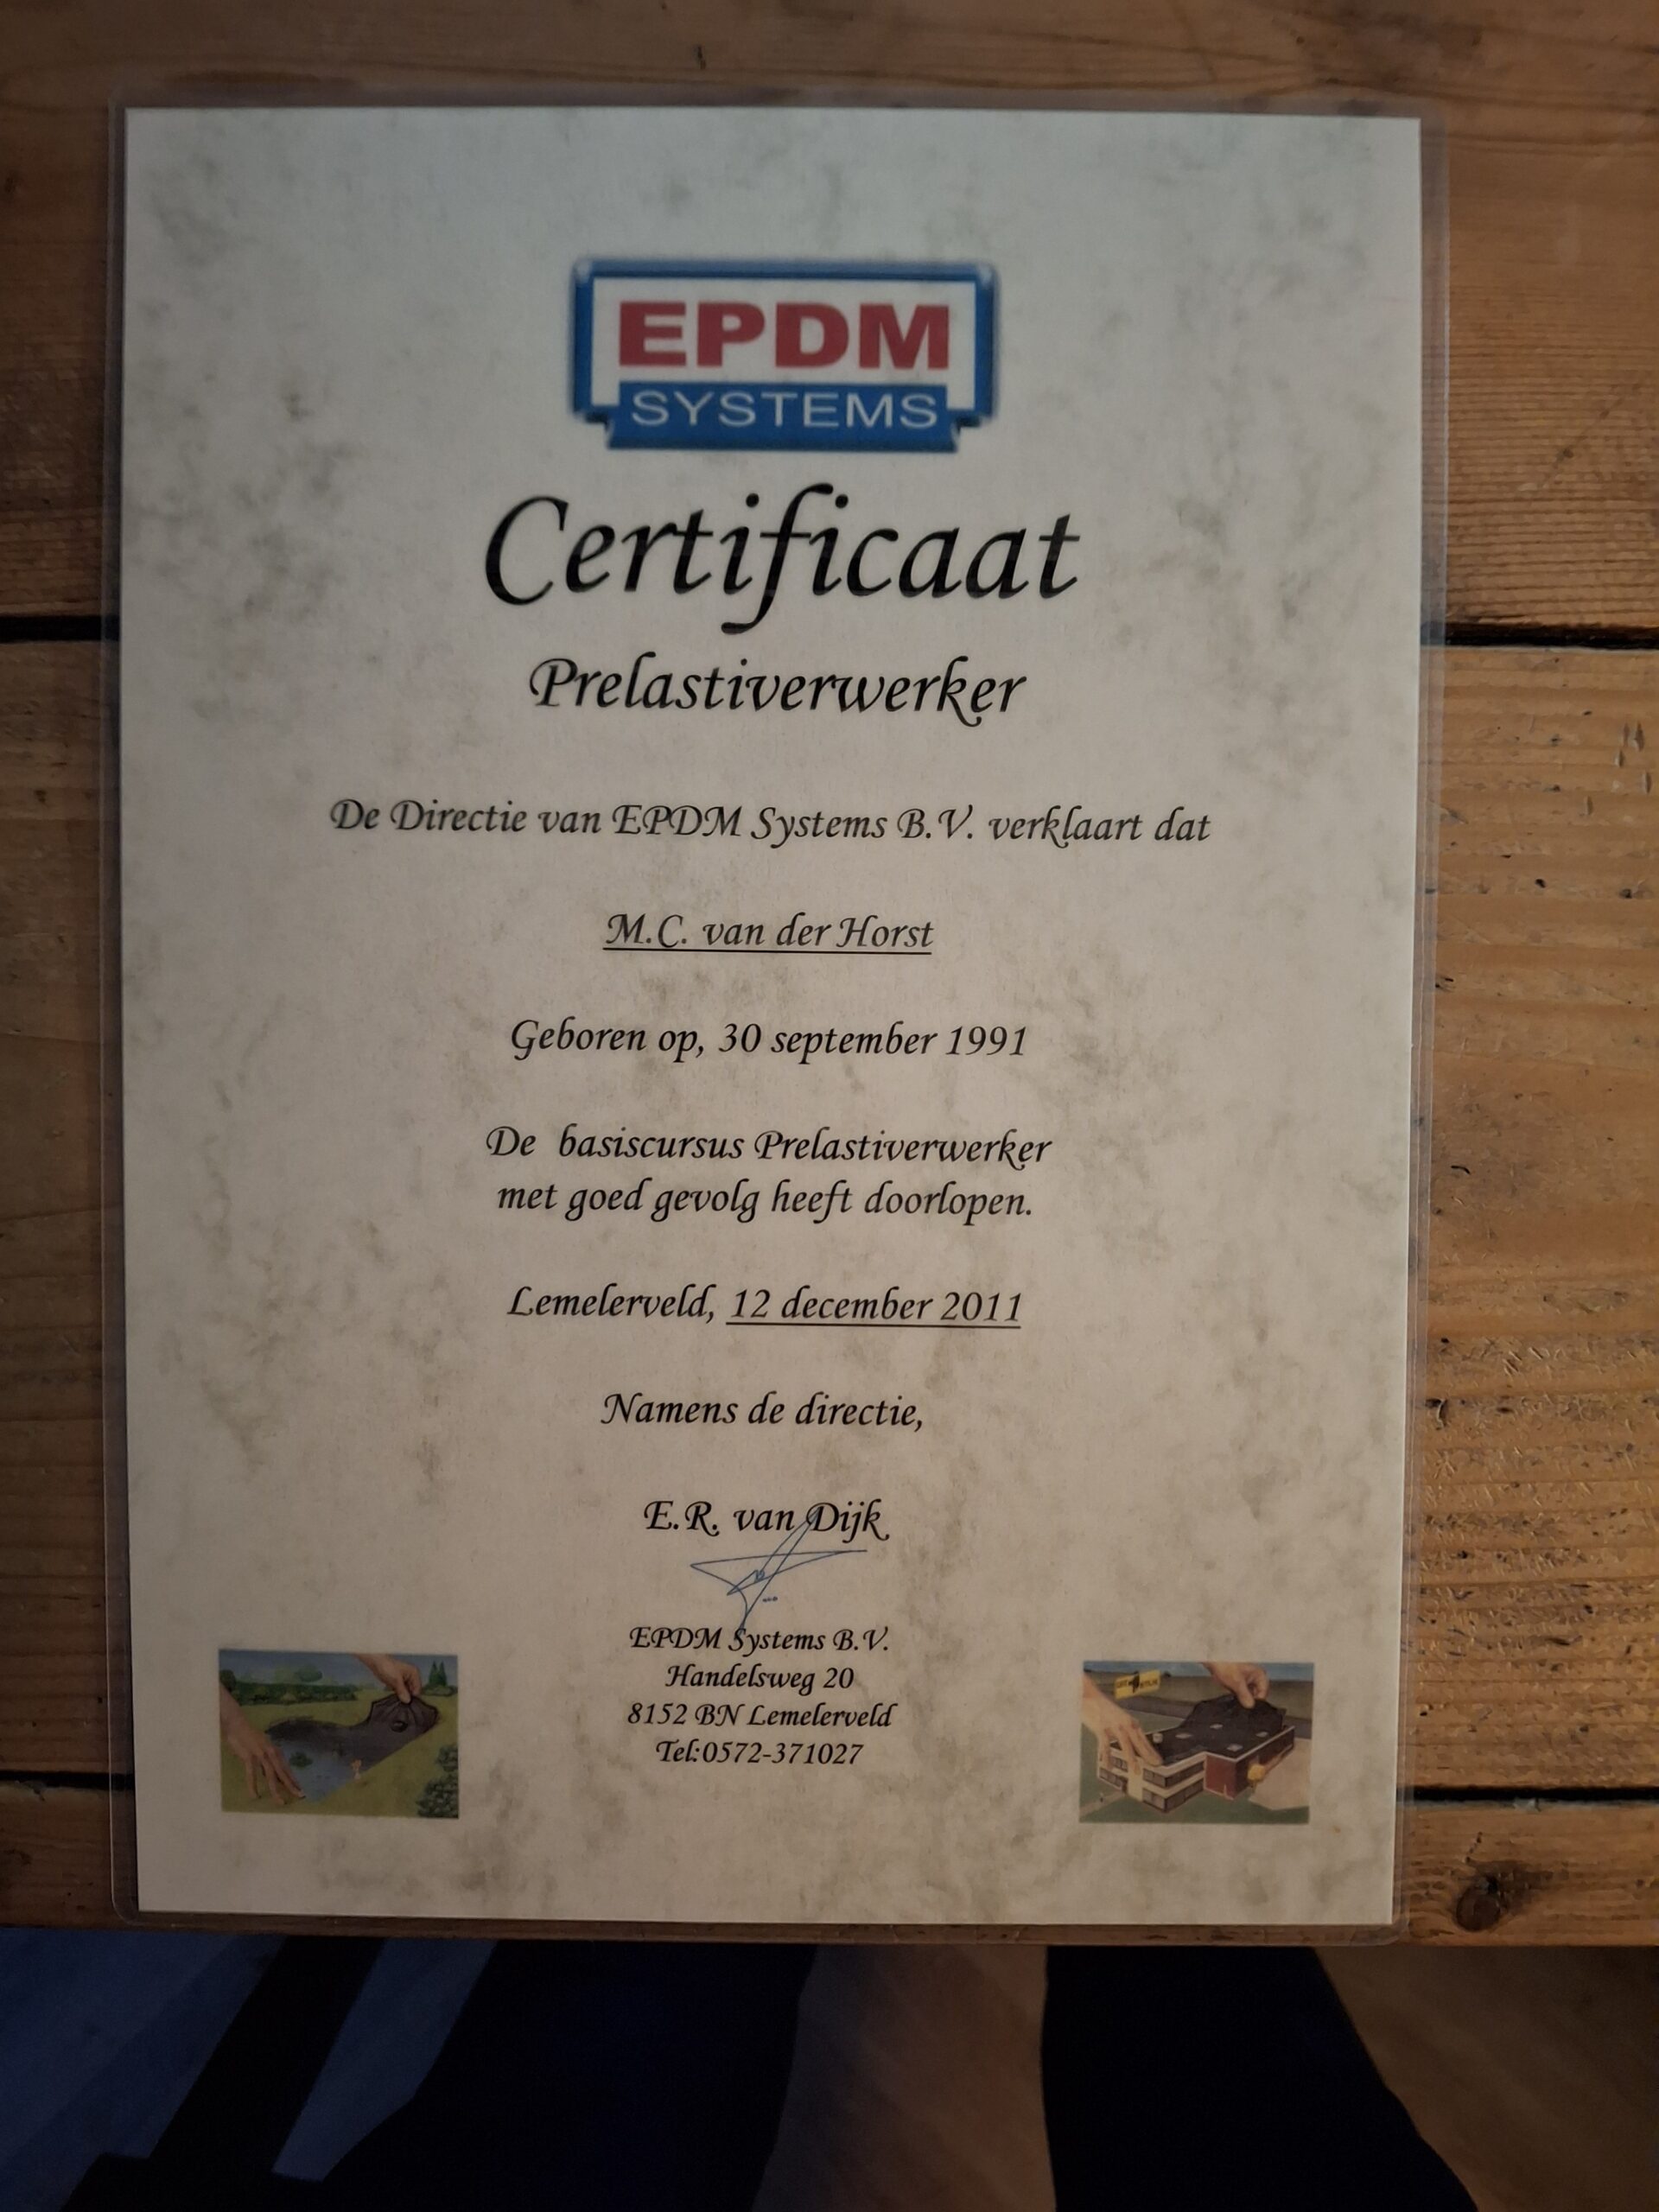 EPDM
SYSTEMS
Certificaat
Prelastiverwerker
De Directie van EPDM Systems B.V. verklaart dat
M.C. van der Horst
Geboren op, 30 september 1991
De basiscursus Prelastiverwerker
met goed gevolg heeft doorlopen.
Lemelerveld, 12 december 2011
Namens de directie,
E.R. van Dijk
EPDM Systems B.V.
Handelsweg 20
8152 BN Lemelerveld
Tel:0572-371027